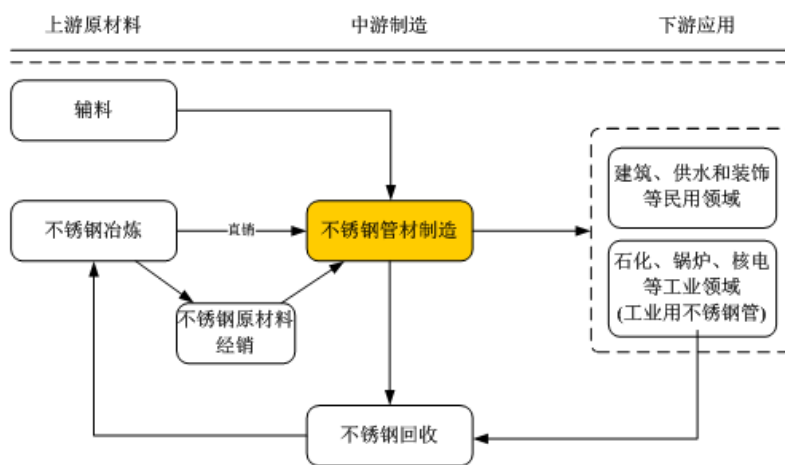 上游原材料
中游制造
下游应用
辅料
建筑、供水和装饰
等民用领域
不锈钢冶炼
直销
不锈钢管材制造
石化、锅炉、核电
等工业领域
(工业用不锈钢管)
不锈钢原材料
经销
不锈钢回收